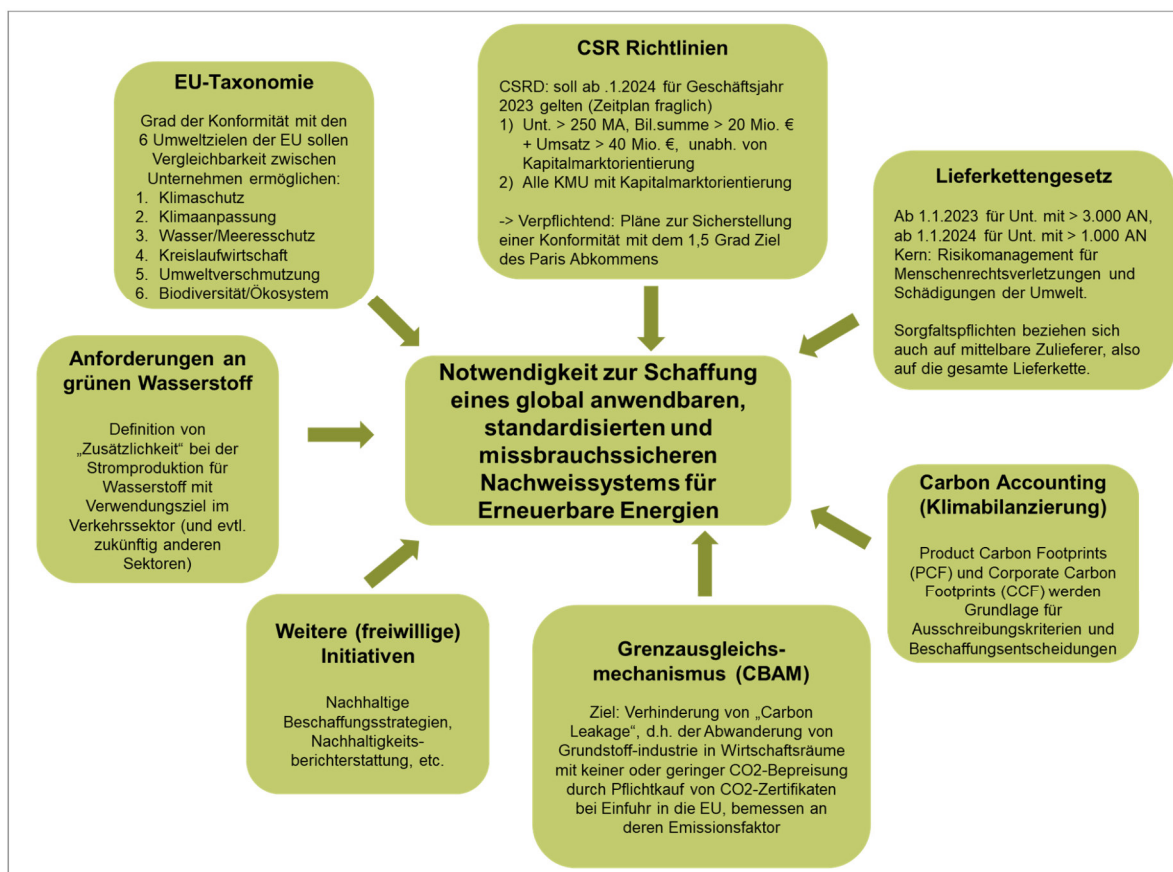 EU-Taxonomie
Grad der Konformität mit den
6 Umweltzielen der EU sollen
Vergleichbarkeit zwischen
Unternehmen ermöglichen:
1. Klimaschutz
2. Klimaanpassung
3. Wasser/Meeresschutz
4. Kreislaufwirtschaft
5. Umweltverschmutzung
6. Biodiversität/Ökosystem
CSR Richtlinien
CSRD: soll ab .1.2024 für Geschäftsjahr
2023 gelten (Zeitplan fraglich)
1) Unt. > 250 MA, Bil.summe > 20 Mio. €
+ Umsatz > 40 Mio. €, unabh. von
Kapitalmarktorientierung
2) Alle KMU mit Kapitalmarktorientierung
-> Verpflichtend: Pläne zur Sicherstellung
einer Konformität mit dem 1,5 Grad Ziel
des Paris Abkommens
Lieferkettengesetz
Ab 1.1.2023 für Unt. mit > 3.000 AN,
ab 1.1.2024 für Unt. mit > 1.000 AN
Kern: Risikomanagement für
Menschenrechtsverletzungen und
Schädigungen der Umwelt.
Sorgfaltspflichten beziehen sich
auch auf mittelbare Zulieferer, also
auf die gesamte Lieferkette.
Anforderungen an
grünen Wasserstoff
Definition von
„Zusätzlichkeit“ bei der
Stromproduktion für
Wasserstoff mit
Verwendungsziel im
Verkehrssektor (und evtl.
zukünftig anderen
Sektoren)
Notwendigkeit zur Schaffung
eines global anwendbaren,
standardisierten und
missbrauchssicheren
Nachweissystems für
Erneuerbare Energien
Carbon Accounting
(Klimabilanzierung)
Product Carbon Footprints
(PCF) und Corporate Carbon
Footprints (CCF) werden
Grundlage für
Ausschreibungskriterien und
Beschaffungsentscheidungen
Weitere (freiwillige)
Initiativen
Nachhaltige
Beschaffungsstrategien,
Nachhaltigkeits-
berichterstattung, etc.
Grenzausgleichs-
mechanismus (CBAM)
Ziel: Verhinderung von „Carbon
Leakage“, d.h. der Abwanderung von
Grundstoff-industrie in Wirtschaftsräume
mit keiner oder geringer CO2-Bepreisung
durch Pflichtkauf von CO2-Zertifikaten
bei Einfuhr in die EU, bemessen an
deren Emissionsfaktor